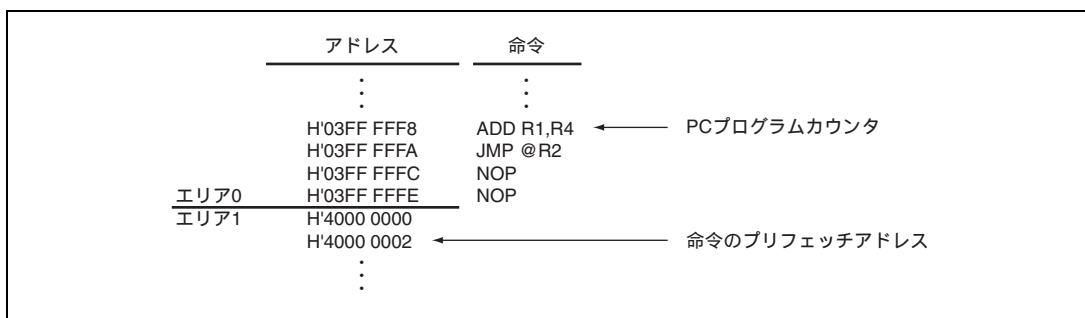 アドレス 命令
・ ・
・ ・
・ ・
H'03FF FFF8 ADD R1,R4 PCプログラムカウンタ
H'03FF FFFA JMP @R2
H'03FF FFFC NOP
エリア0 H'03FF FFFE NOP
エリア1 H'4000 0000
H'4000 0002 命令のプリフェッチアドレス
・
・
・